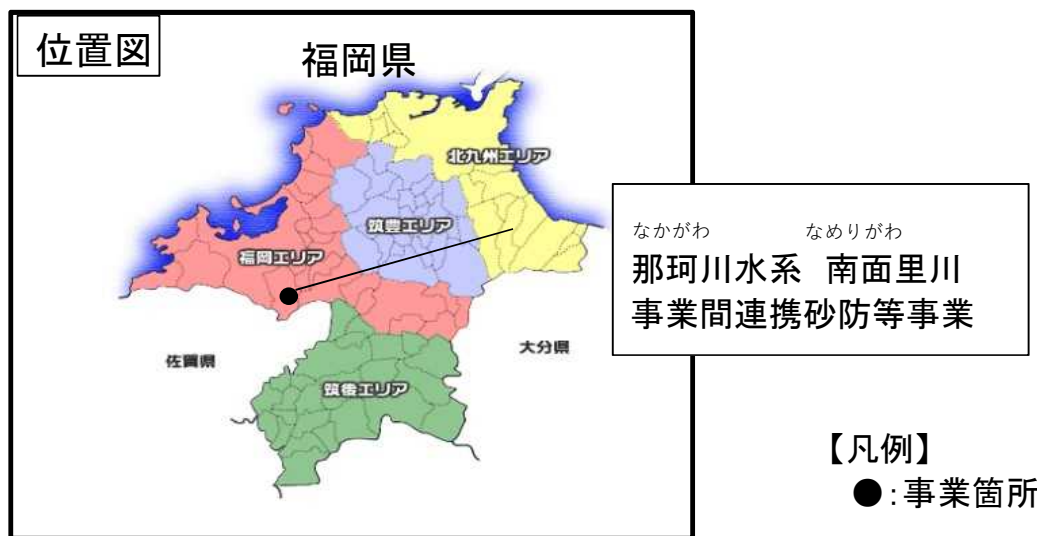 位置図
福岡県
北九州エリア
筑豊エリア
福岡エリア
佐賀県
大分県
筑後エリア
なかがわ なめりがわ
那珂川水系 南面里川
事業間連携砂防等事業
【凡例】
●:事業箇所